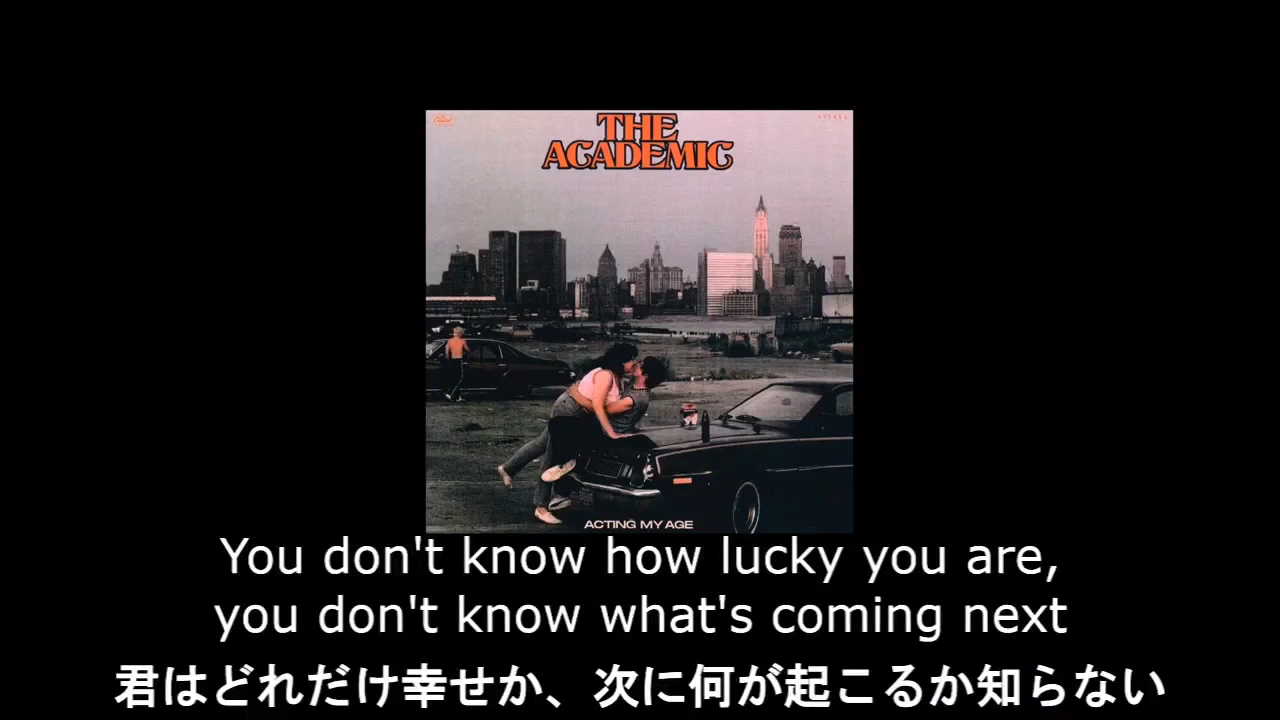 Capitol
STEREO
THE
ACADEMIC
ACTING MY AGE
You don't know how lucky you are,
you don't know what's coming next
君はどれだけ幸せか、次に何が起こるか知らない